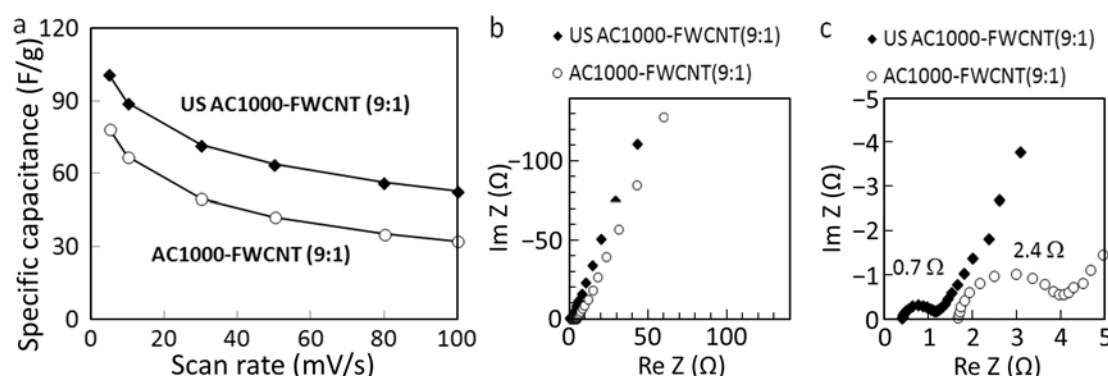 a
Specific capacitance (F/g)
120
90
60
30
0
US AC1000-FWCNT (9:1)
AC1000-FWCNT (9:1)
0 20 40 60 80 100
Scan rate (mV/s)
b
US AC1000-FWCNT(9:1)
AC1000-FWCNT(9:1)
Im Z (Ω)
−100
−50
0
0 60 120
Re Z (Ω)
c
US AC1000-FWCNT(9:1)
AC1000-FWCNT(9:1)
Im Z (Ω)
−5
−4
−3
−2
−1
0
0.7 Ω
2.4 Ω
0 1 2 3 4 5
Re Z (Ω)